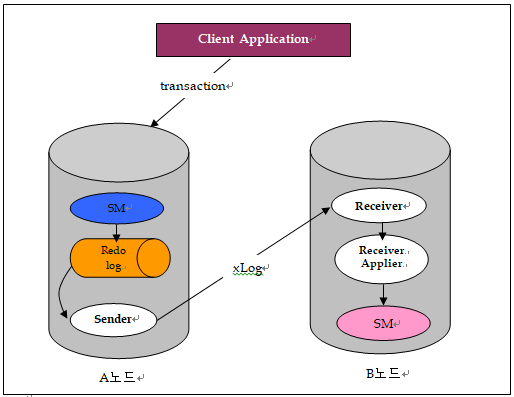 Client Application
transaction
SM
Redo
log
Sender
A노드
xLog
Receiver
Receiver
Applier
SM
B노드